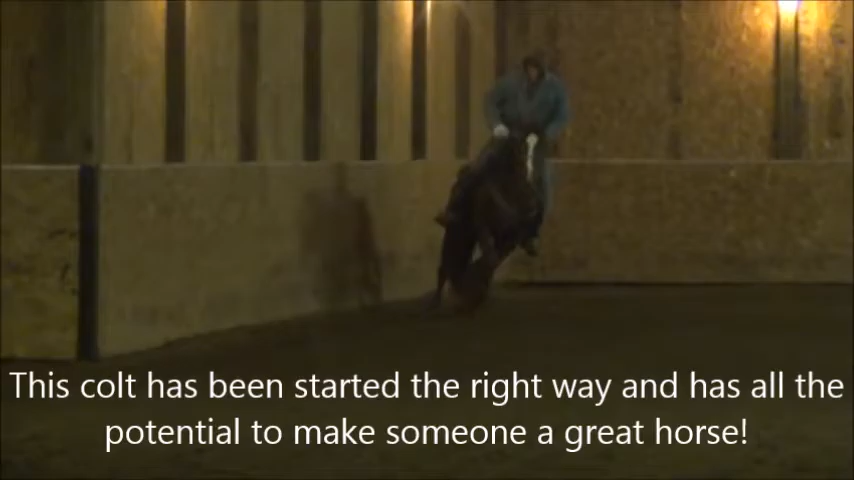 This colt has been started the right way and has all the
potential to make someone a great horse!